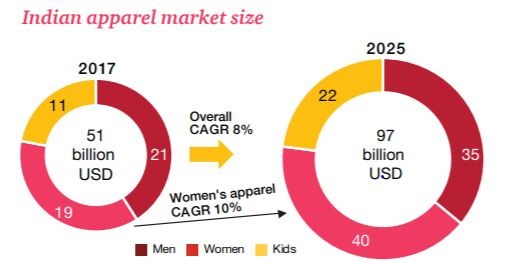 Indian apparel market size
2017
11
51
billion
USD
21
19
Overall
CAGR 8%
Women's apparel
CAGR 10%
2025
22
97
billion
USD
35
40
Men
Women
Kids